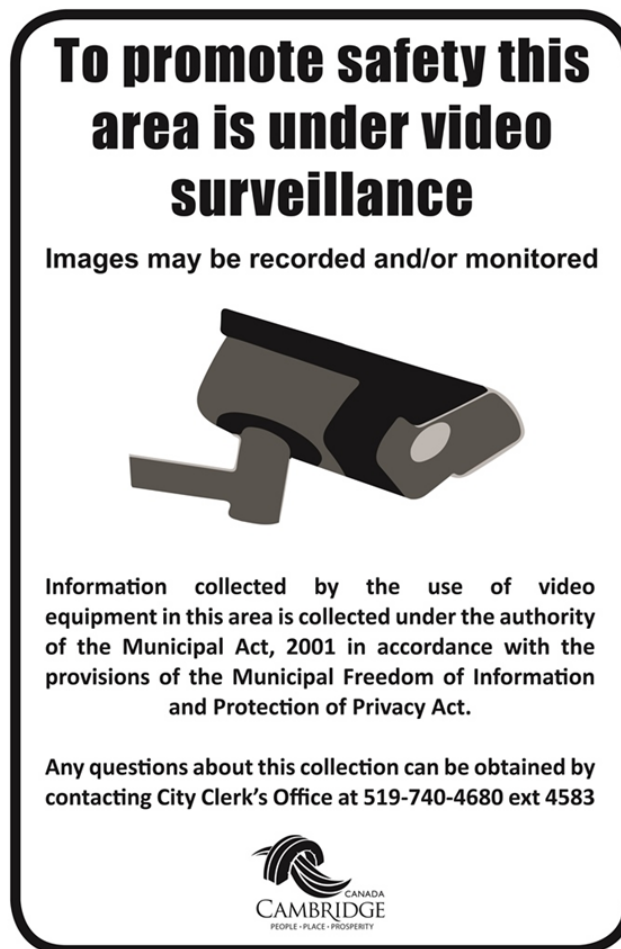 To promote safety this
area is under video
surveillance
Images may be recorded and/or monitored
Information collected by the use of video
equipment in this area is collected under the authority
of the Municipal Act, 2001 in accordance with the
provisions of the Municipal Freedom of Information
and Protection of Privacy Act.
Any questions about this collection can be obtained by
contacting City Clerk's Office at 519-740-4680 ext 4583
CANADA
CAMBRIDGE
PEOPLE • PLACE • PROSPERITY